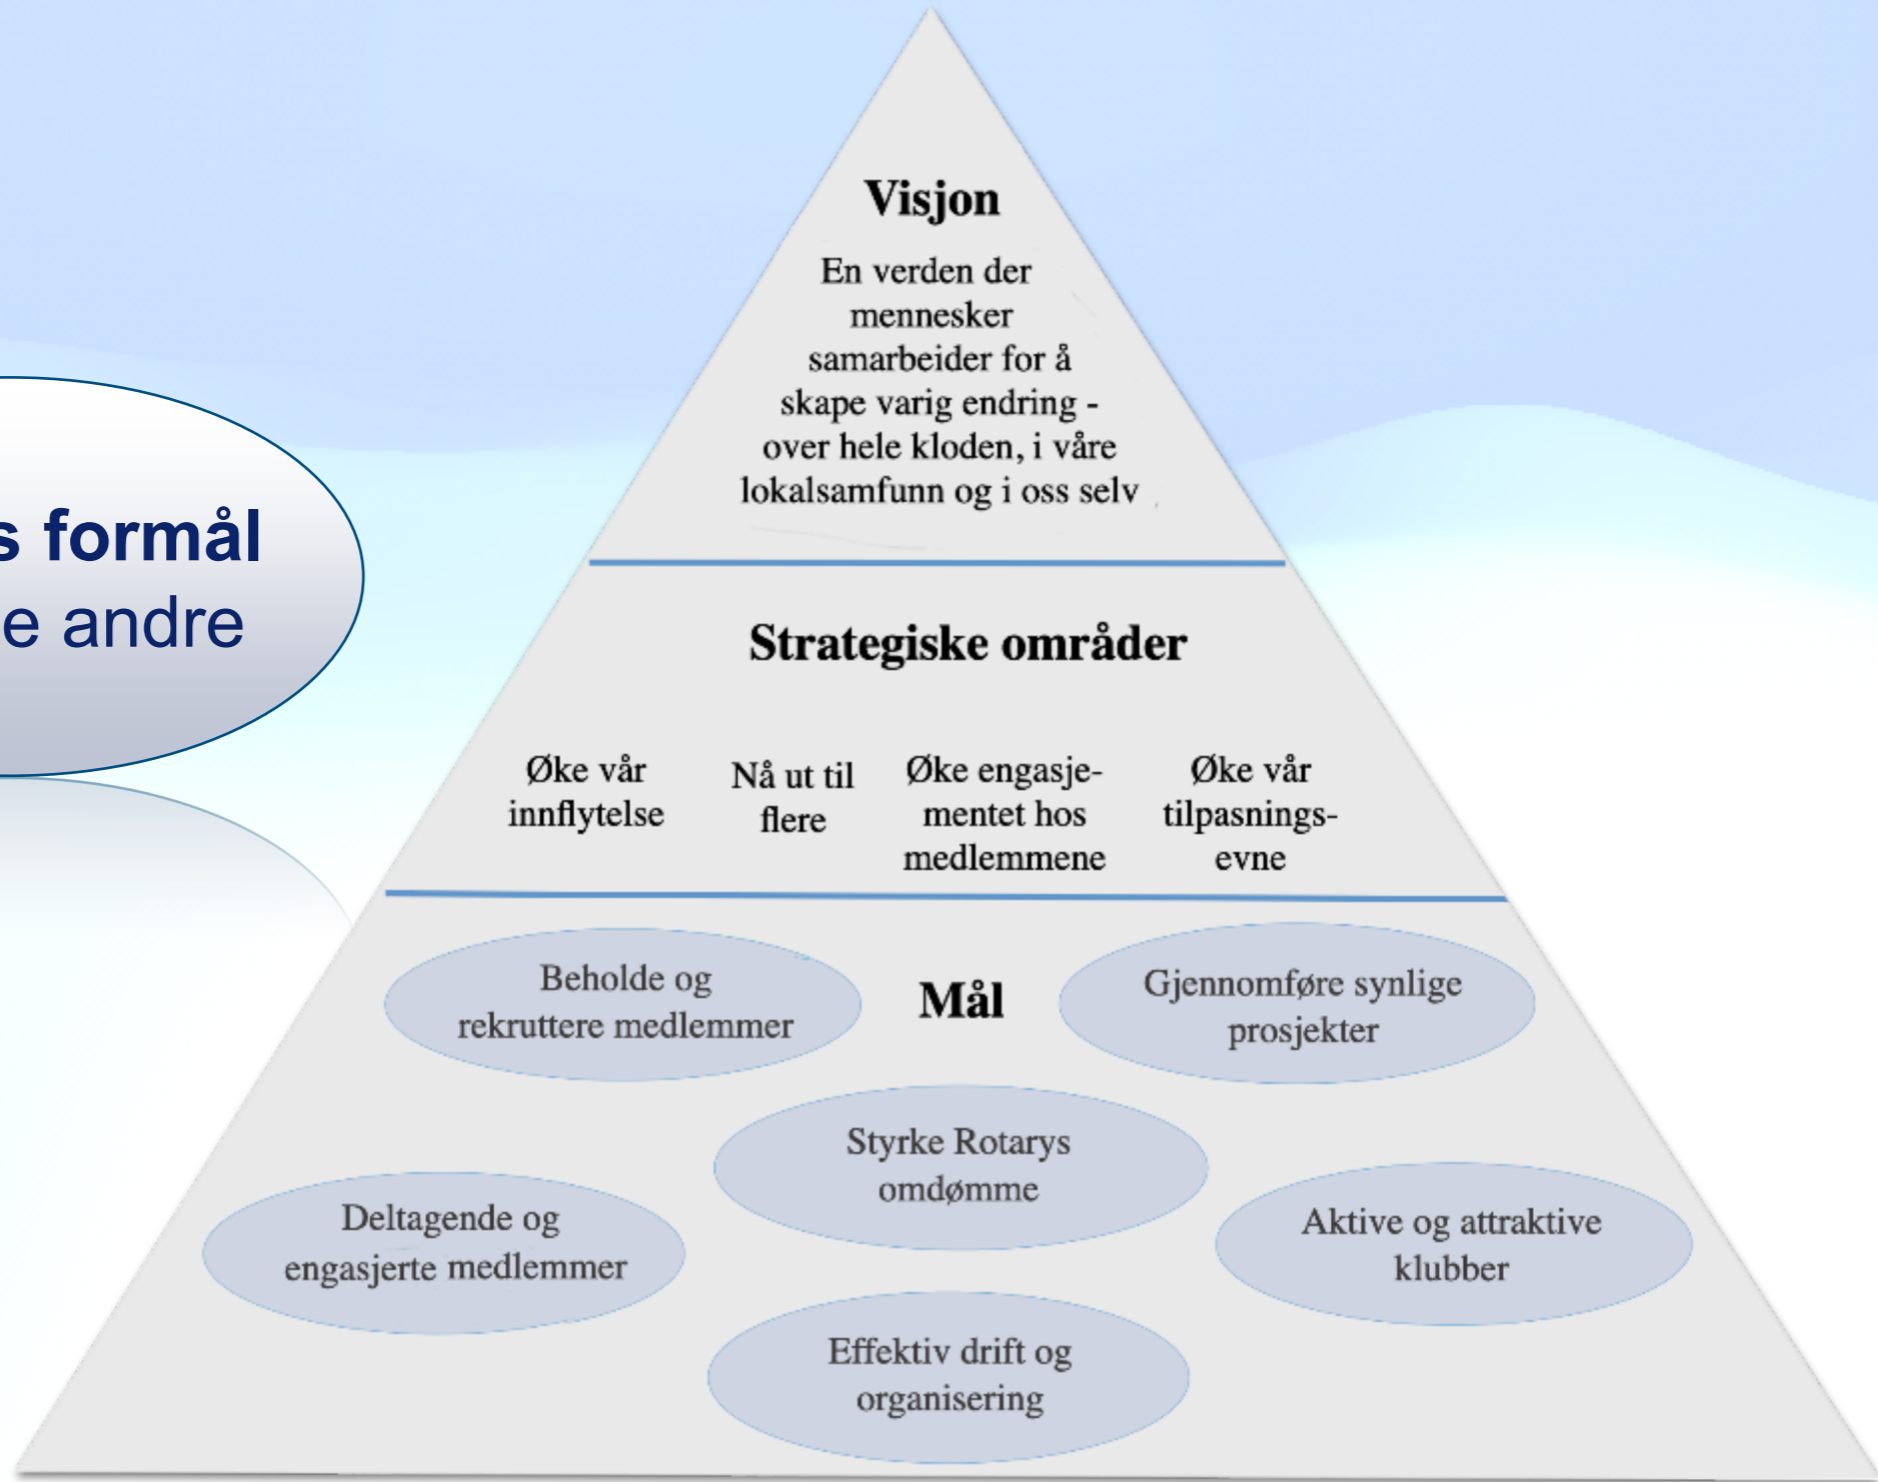 Visjon
En verden der
mennesker
samarbeider for å
skape varig endring -
over hele kloden, i våre
lokalsamfunn og i oss selv
s formål
e andre
Strategiske områder
Øke vår
innflytelse
Nå ut til
flere
Øke engasje-
mentet hos
medlemmene
Øke vår
tilpasnings-
evne
Beholde og
rekruttere medlemmer
Mål
Gjennomføre synlige
prosjekter
Styrke Rotarys
omdømme
Deltagende og
engasjerte medlemmer
Aktive og attraktive
klubber
Effektiv drift og
organisering